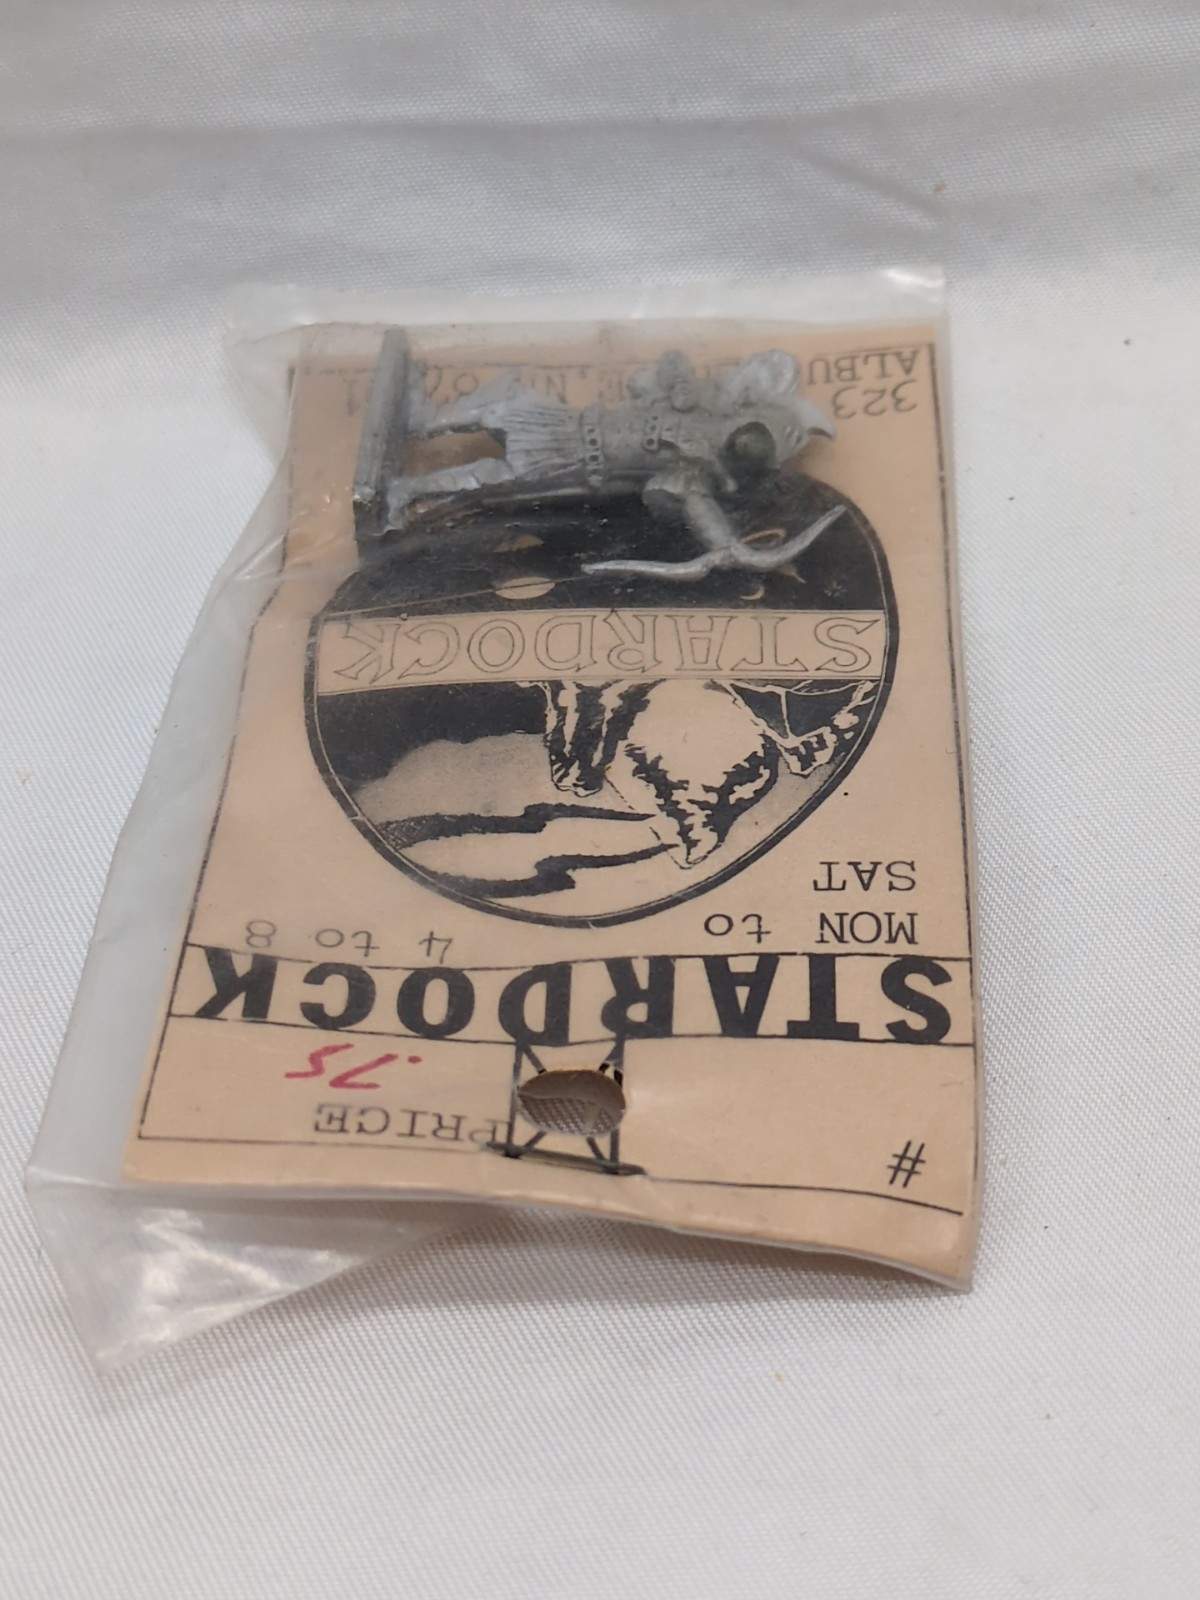 # PRICE
.75
STARDOCK
MON to 4 to 8
SAT
STARDOCK
323